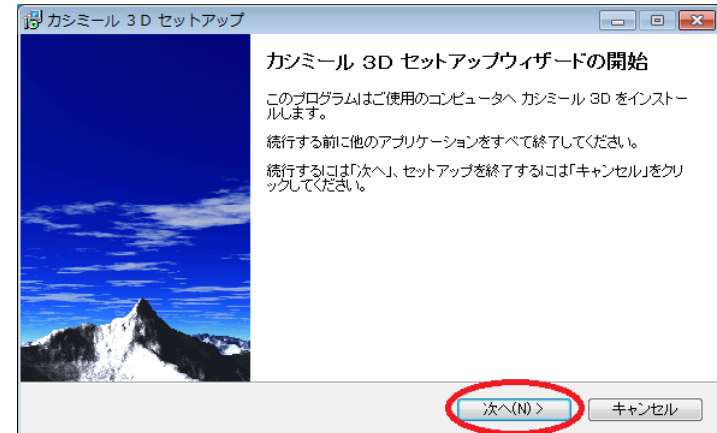 カシミール 3D セットアップ
カシミール 3D セットアップウィザードの開始
このプログラムはご使用のコンピュータへ カシミール 3D をインストー
ルします。
続行する前に他のアプリケーションをすべて終了してください。
続行するには「次へ」、セットアップを終了するには「キャンセル」をクリ
ックしてください。
次へ(N) >
キャンセル